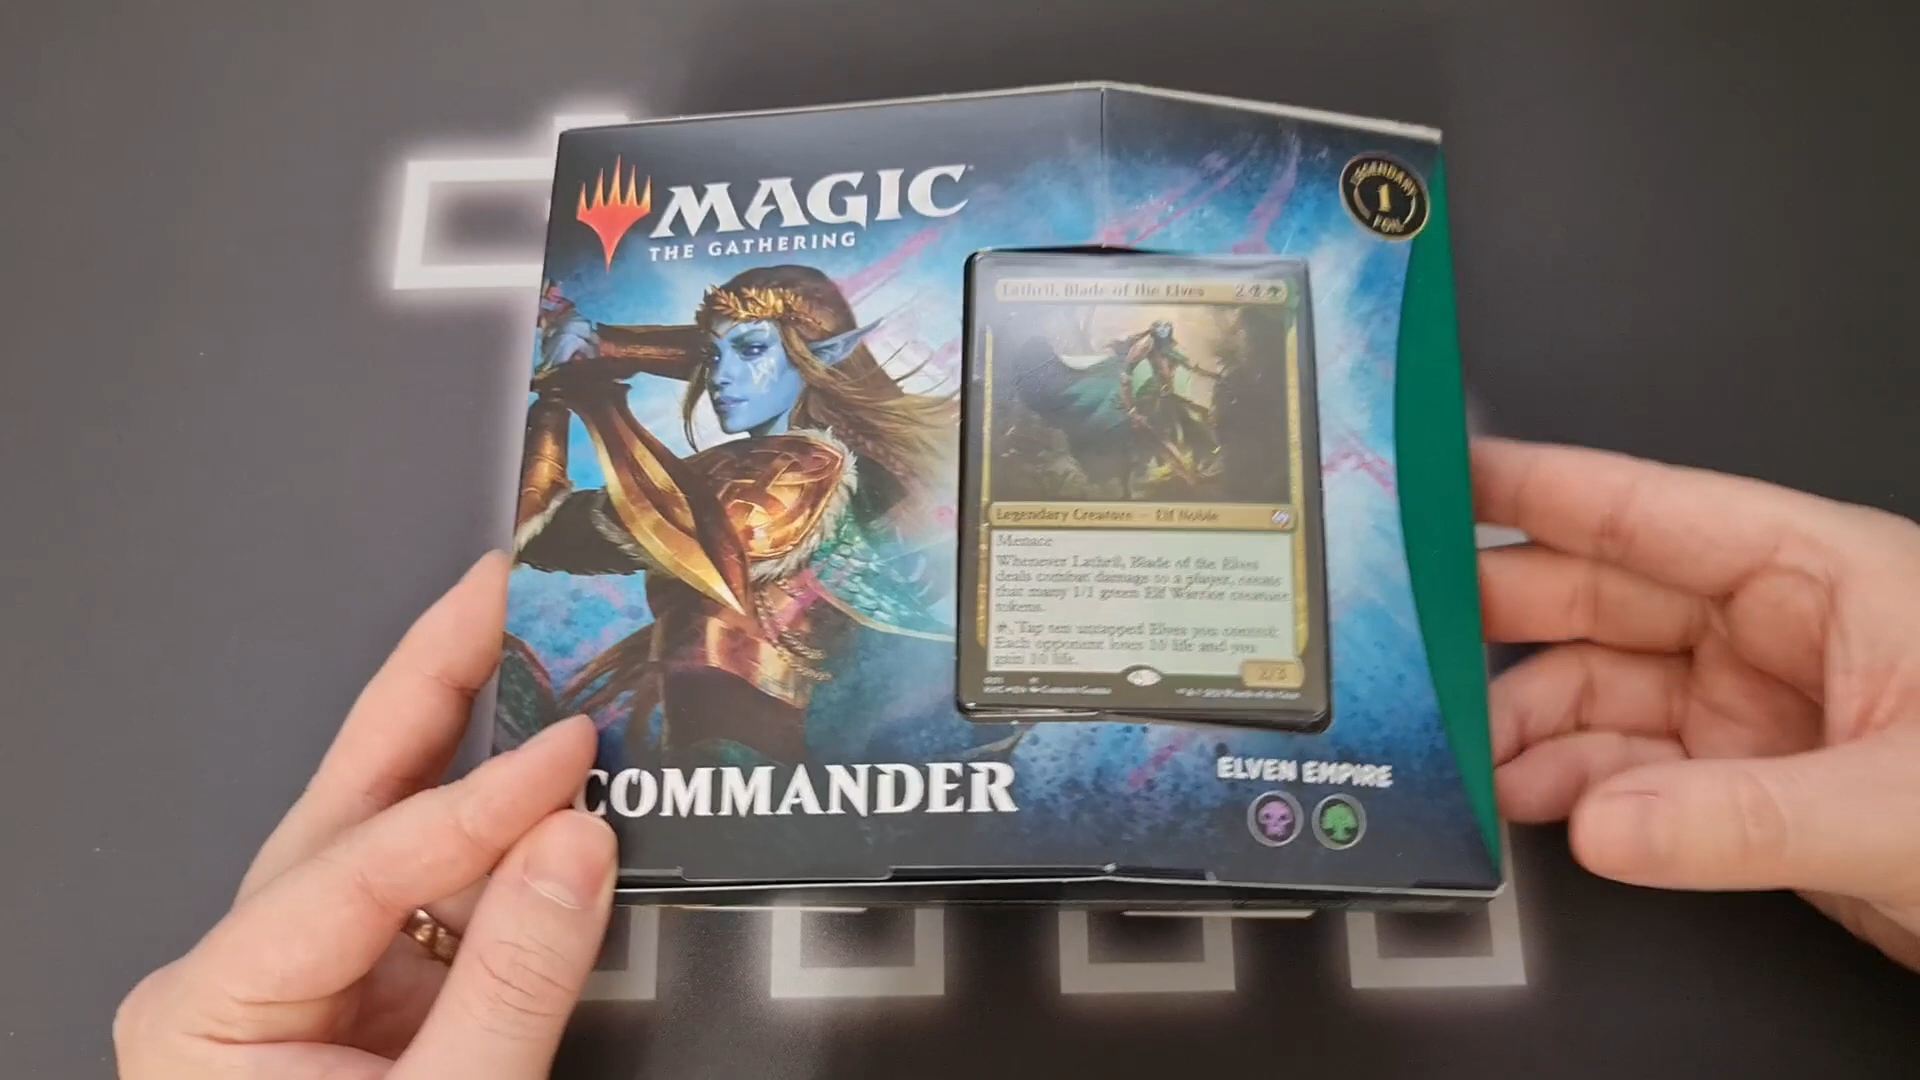 MAGIC
THE GATHERING
LEGENDARY
1
FOIL
Lathril, Blade of the Elves 2
Legendary Creature — Elf Noble
Menace
Whenever Lathril, Blade of the Elves
deals combat damage to a player, create
that many 1/1 green Elf Warrior creature
tokens.
Tap ten untapped Elves you control:
Each opponent loses 10 life and you
gain 10 life.
2/3
COMMANDER
ELVEN EMPIRE